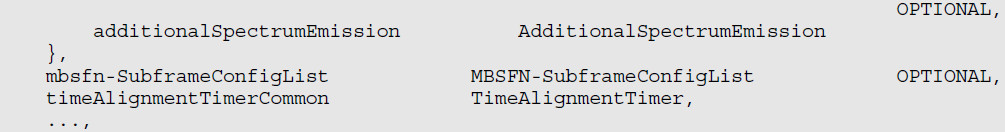 OPTIONAL,
additionalSpectrumEmission AdditionalSpectrumEmission
},
mbsfn-SubframeConfigList MBSFN-SubframeConfigList OPTIONAL,
timeAlignmentTimerCommon TimeAlignmentTimer,
...,